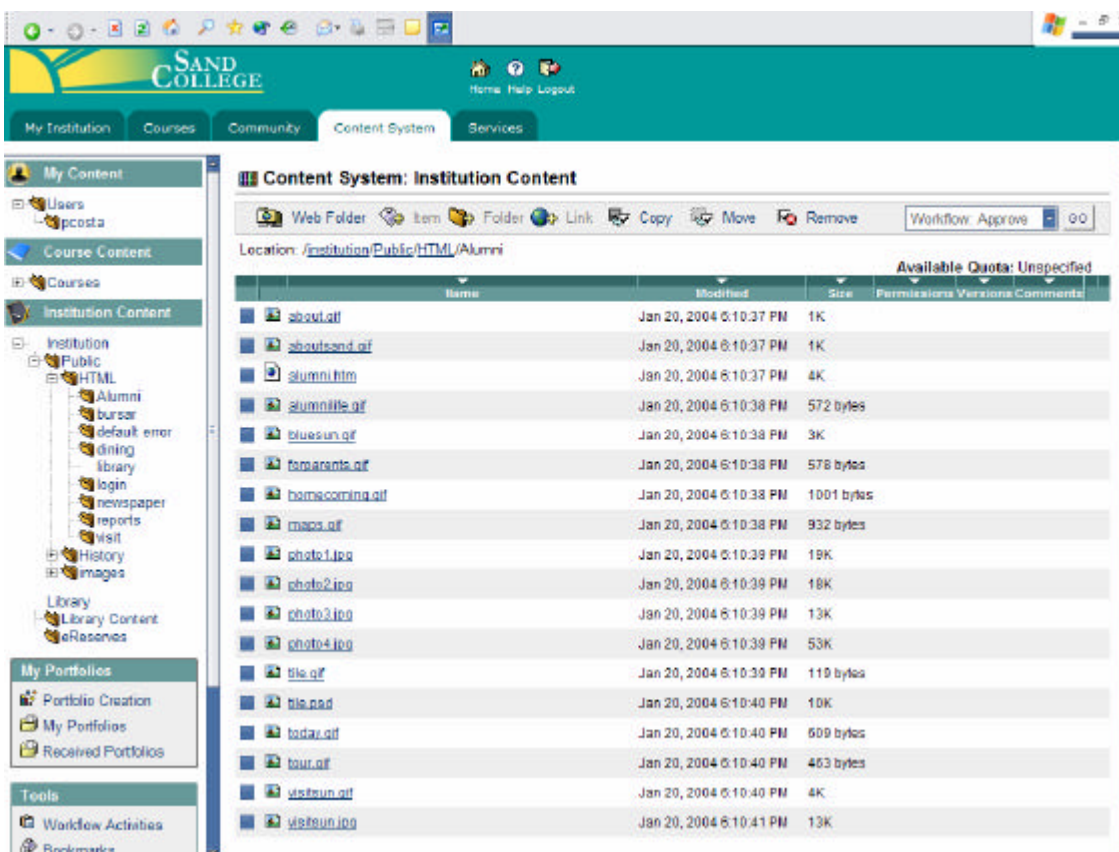 SAND
COLLEGE
Home Help Logout
My Institution Courses Community Content System Services
My Content
Users
pcosta
Course Content
Courses
Institution Content
Institution
Public
HTML
Alumni
bursar
default error
dining
library
login
newspaper
reports
visit
History
images
Library
Library Content
eReserves
My Portfolios
Portfolio Creation
My Portfolios
Received Portfolios
Tools
Workflow Activities
Bookmarks
Content System: Institution Content
Web Folder Item Folder Link Copy Move Remove Workflow: Approve GO
Location: /institution/Public/HTML/Alumni
Available Quota: Unspecified
Name Modified Size Permissions Versions Comments
about.gif Jan 20, 2004 6:10:37 PM 1K
aboutsand.gif Jan 20, 2004 6:10:37 PM 1K
alumni.htm Jan 20, 2004 6:10:37 PM 4K
alumnilife.gif Jan 20, 2004 6:10:38 PM 572 bytes
bluesun.gif Jan 20, 2004 6:10:38 PM 3K
forparents.gif Jan 20, 2004 6:10:38 PM 578 bytes
homecoming.gif Jan 20, 2004 6:10:38 PM 1001 bytes
maps.gif Jan 20, 2004 6:10:38 PM 932 bytes
photo1.jpg Jan 20, 2004 6:10:39 PM 19K
photo2.jpg Jan 20, 2004 6:10:39 PM 18K
photo3.jpg Jan 20, 2004 6:10:39 PM 13K
photo4.jpg Jan 20, 2004 6:10:39 PM 53K
tile.gif Jan 20, 2004 6:10:39 PM 119 bytes
tile.psd Jan 20, 2004 6:10:40 PM 10K
today.gif Jan 20, 2004 6:10:40 PM 609 bytes
tour.gif Jan 20, 2004 6:10:40 PM 463 bytes
visitsun.gif Jan 20, 2004 6:10:40 PM 4K
visitsun.jpg Jan 20, 2004 6:10:41 PM 13K